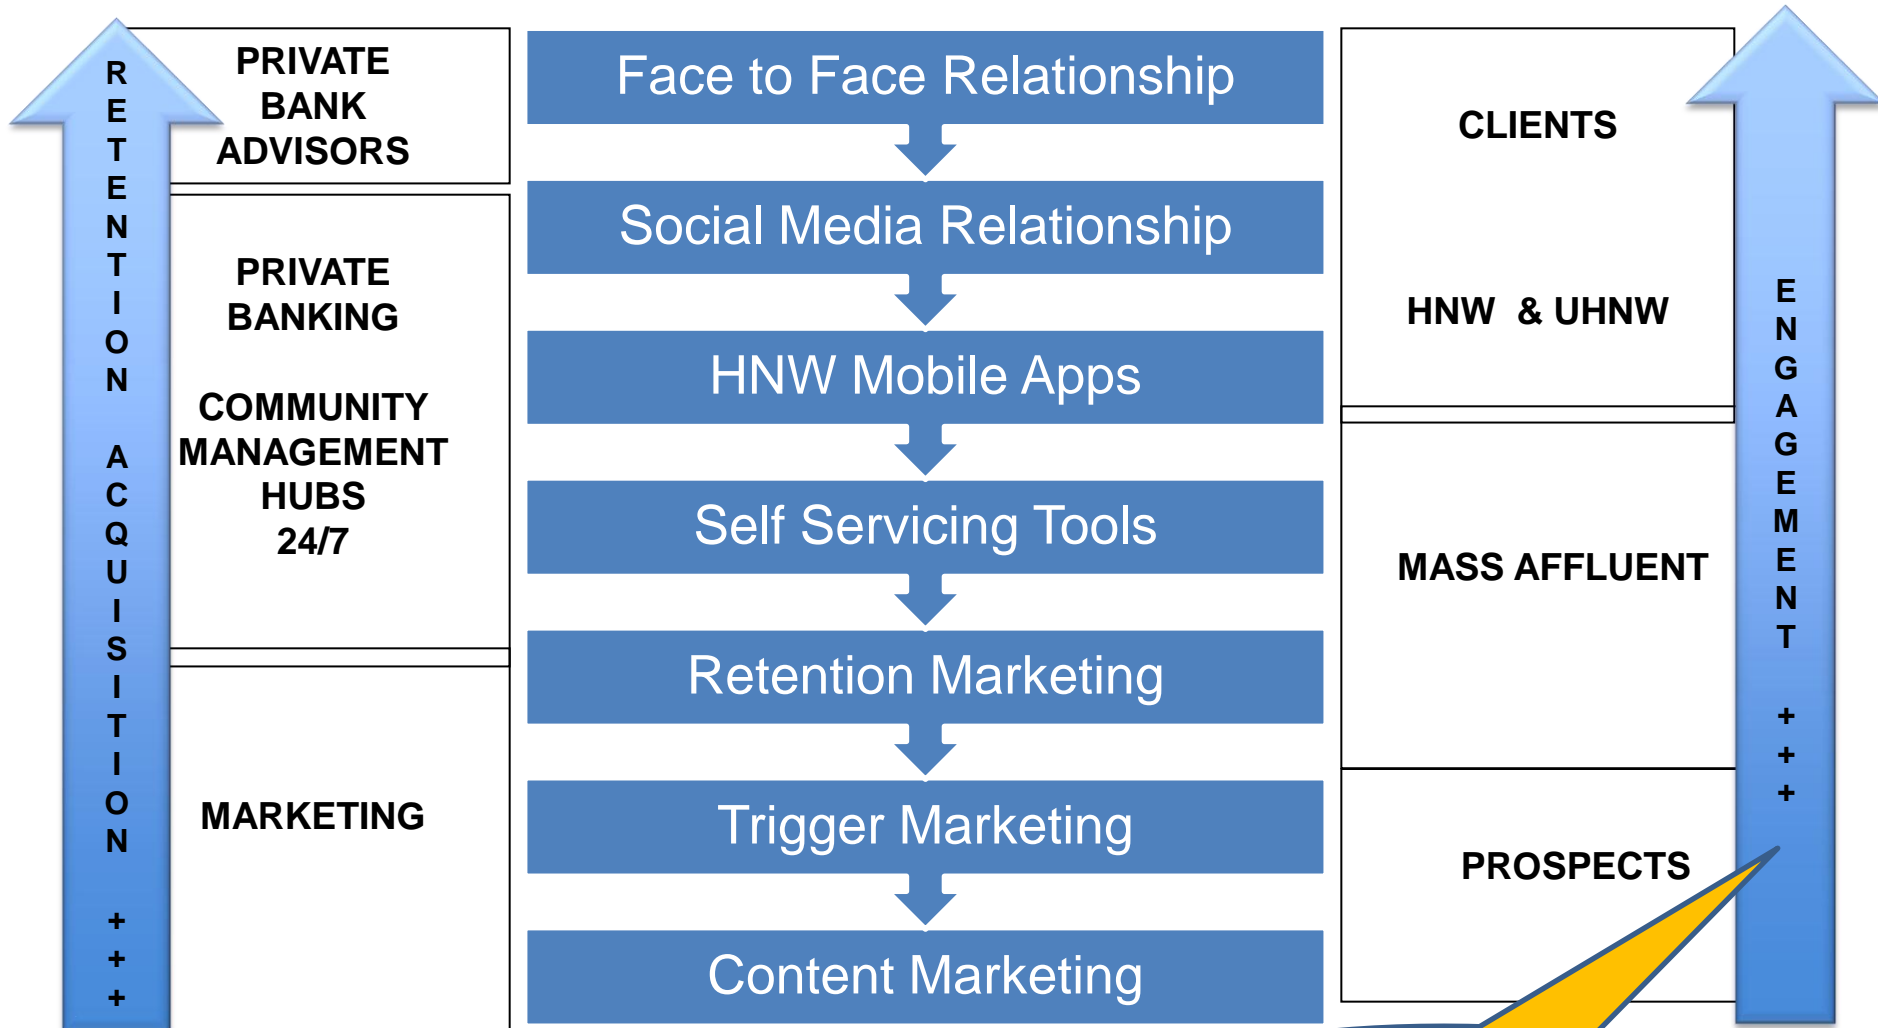 RETENTION ACQUISITION +++
PRIVATE
BANK
ADVISORS
PRIVATE
BANKING
COMMUNITY
MANAGEMENT
HUBS
24/7
MARKETING
Face to Face Relationship
Social Media Relationship
HNW Mobile Apps
Self Servicing Tools
Retention Marketing
Trigger Marketing
Content Marketing
CLIENTS
HNW & UHNW
MASS AFFLUENT
PROSPECTS
ENGAGEMENT +++